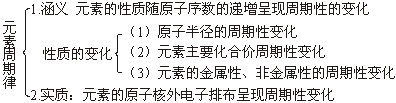 1.涵义 元素的性质随原子序数的递增呈现周期性的变化
元素周期律
性质的变化
(1)原子半径的周期性变化
(2)元素主要化合价周期性变化
(3)元素的金属性、非金属性的周期性变化
2.实质：元素的原子核外电子排布呈现周期性变化